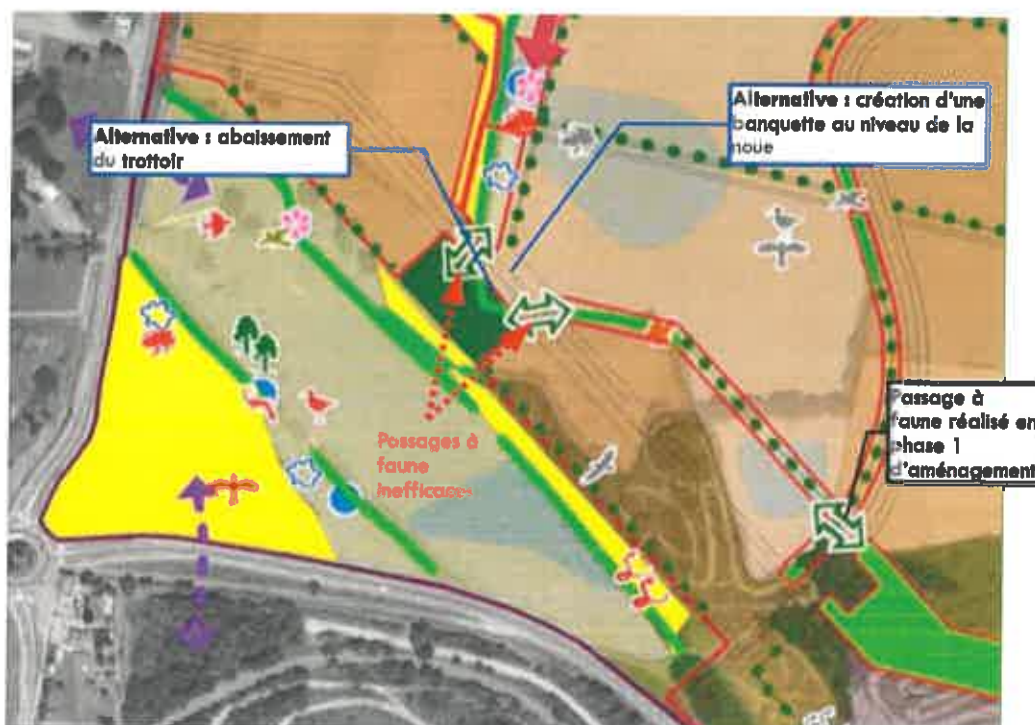 Alternative : abaissement
du trottoir
Alternative : création d'une
banquette au niveau de la
noue
Passages à
faune
inefficaces
Passage à
faune réalisé en
phase 1
d'aménagement